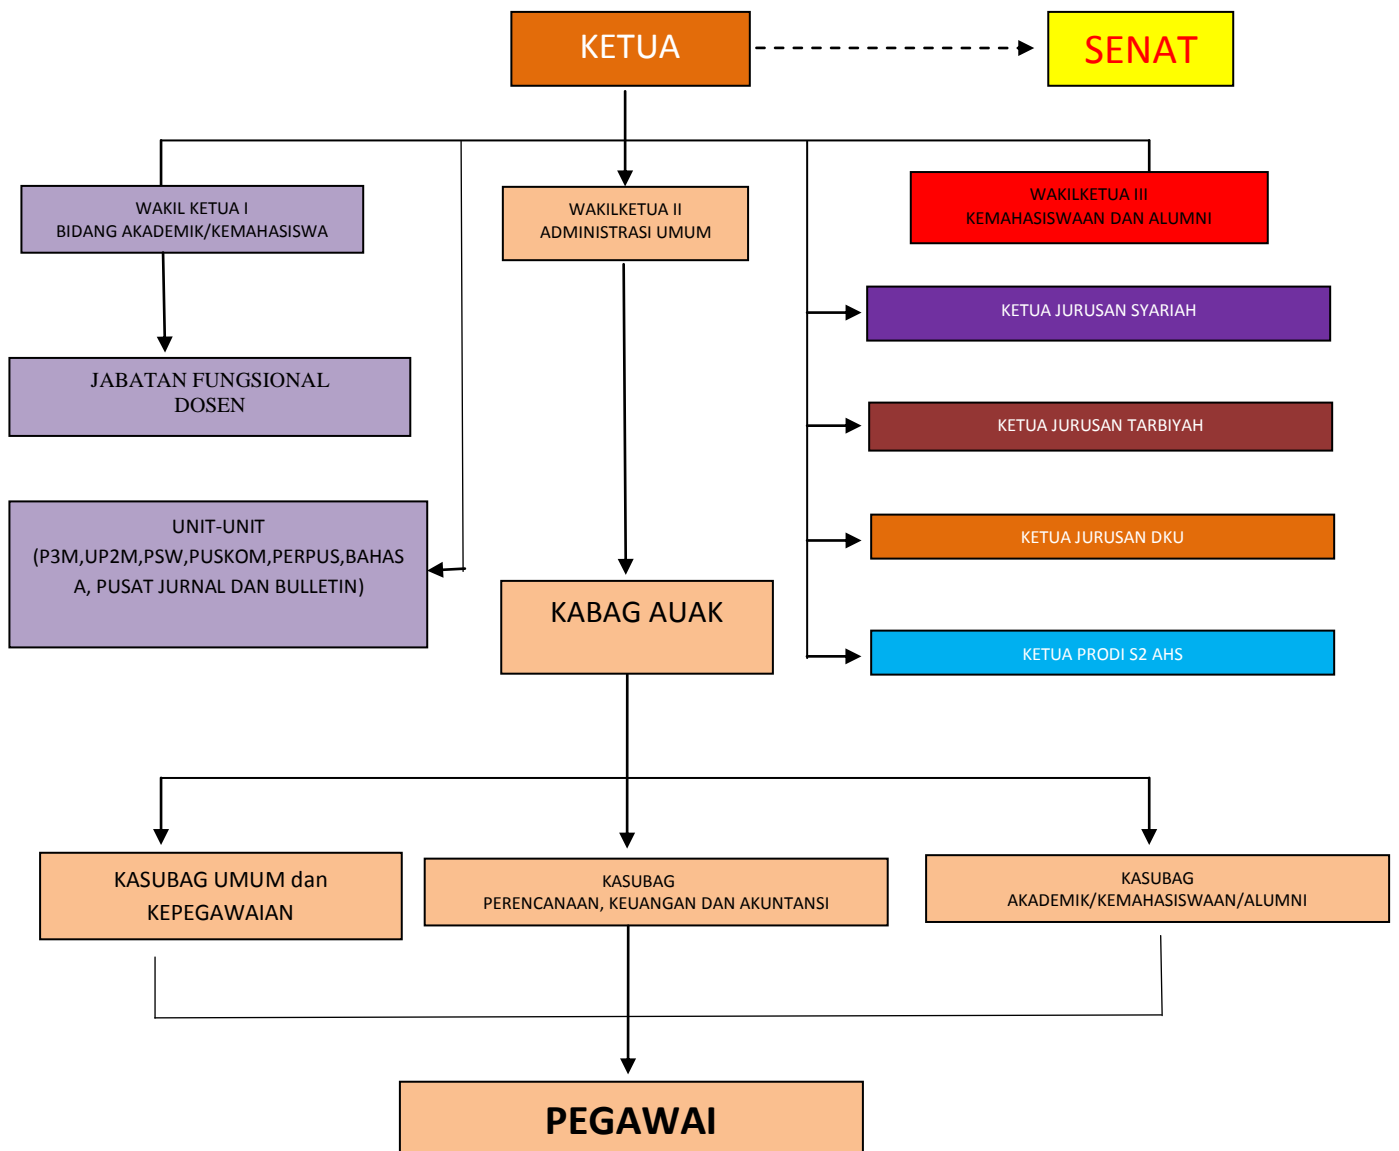 KETUA
SENAT
WAKIL KETUA I
BIDANG AKADEMIK/KEMAHASISWA
WAKILKETUA II
ADMINISTRASI UMUM
WAKILKETUA III
KEMAHASISWAAN DAN ALUMNI
KETUA JURUSAN SYARIAH
JABATAN FUNGSIONAL
DOSEN
KETUA JURUSAN TARBIYAH
UNIT-UNIT
(P3M,UP2M,PSW,PUSKOM,PERPUS,BAHAS
A, PUSAT JURNAL DAN BULLETIN)
KETUA JURUSAN DKU
KABAG AUAK
KETUA PRODI S2 AHS
KASUBAG UMUM dan
KEPEGAWAIAN
KASUBAG
PERENCANAAN, KEUANGAN DAN AKUNTANSI
KASUBAG
AKADEMIK/KEMAHASISWAAN/ALUMNI
PEGAWAI